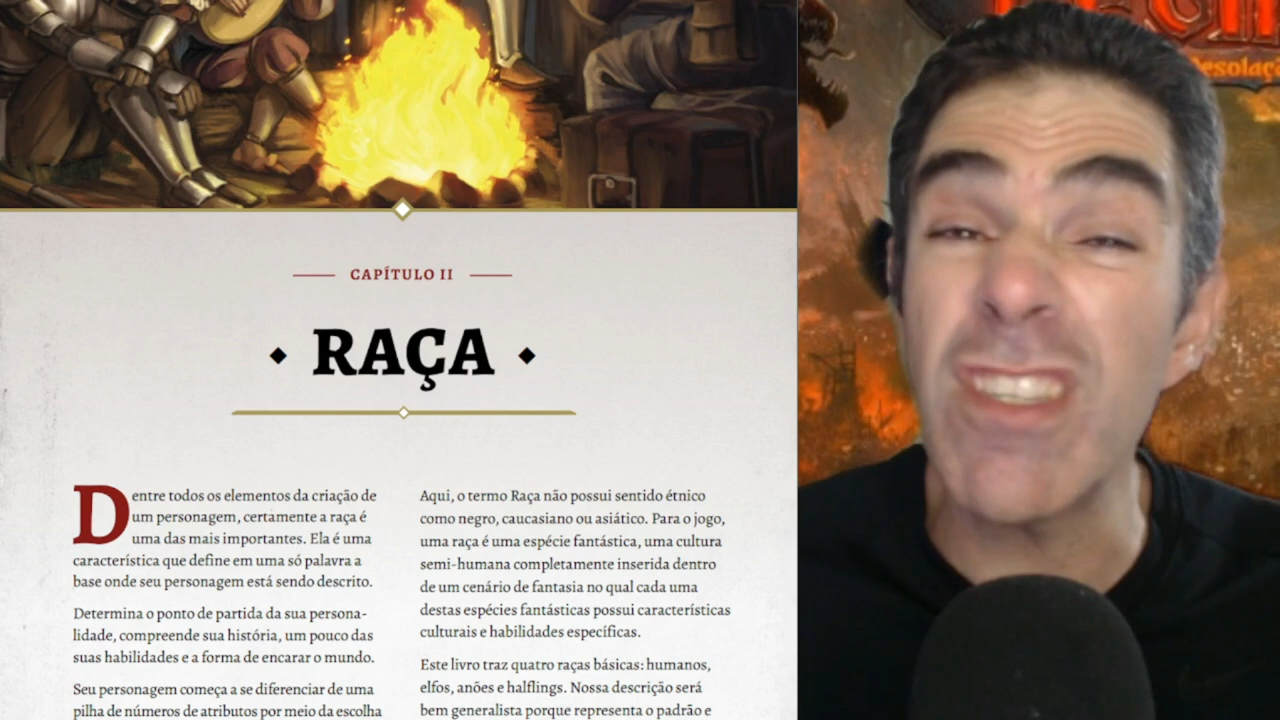 CAPÍTULO II
RAÇA
Dentre todos os elementos da criação de
um personagem, certamente a raça é
uma das mais importantes. Ela é uma
característica que define em uma só palavra a
base onde seu personagem está sendo descrito.
Determina o ponto de partida da sua persona-
lidade, compreende sua história, um pouco das
suas habilidades e a forma de encarar o mundo.
Seu personagem começa a se diferenciar de uma
pilha de números de atributos por meio da escolha
Aqui, o termo Raça não possui sentido étnico
como negro, caucasiano ou asiático. Para o jogo,
uma raça é uma espécie fantástica, uma cultura
semi-humana completamente inserida dentro
de um cenário de fantasia no qual cada uma
destas espécies fantásticas possui características
culturais e habilidades específicas.
Este livro traz quatro raças básicas: humanos,
elfos, anões e halflings. Nossa descrição será
bem generalista porque representa o padrão e